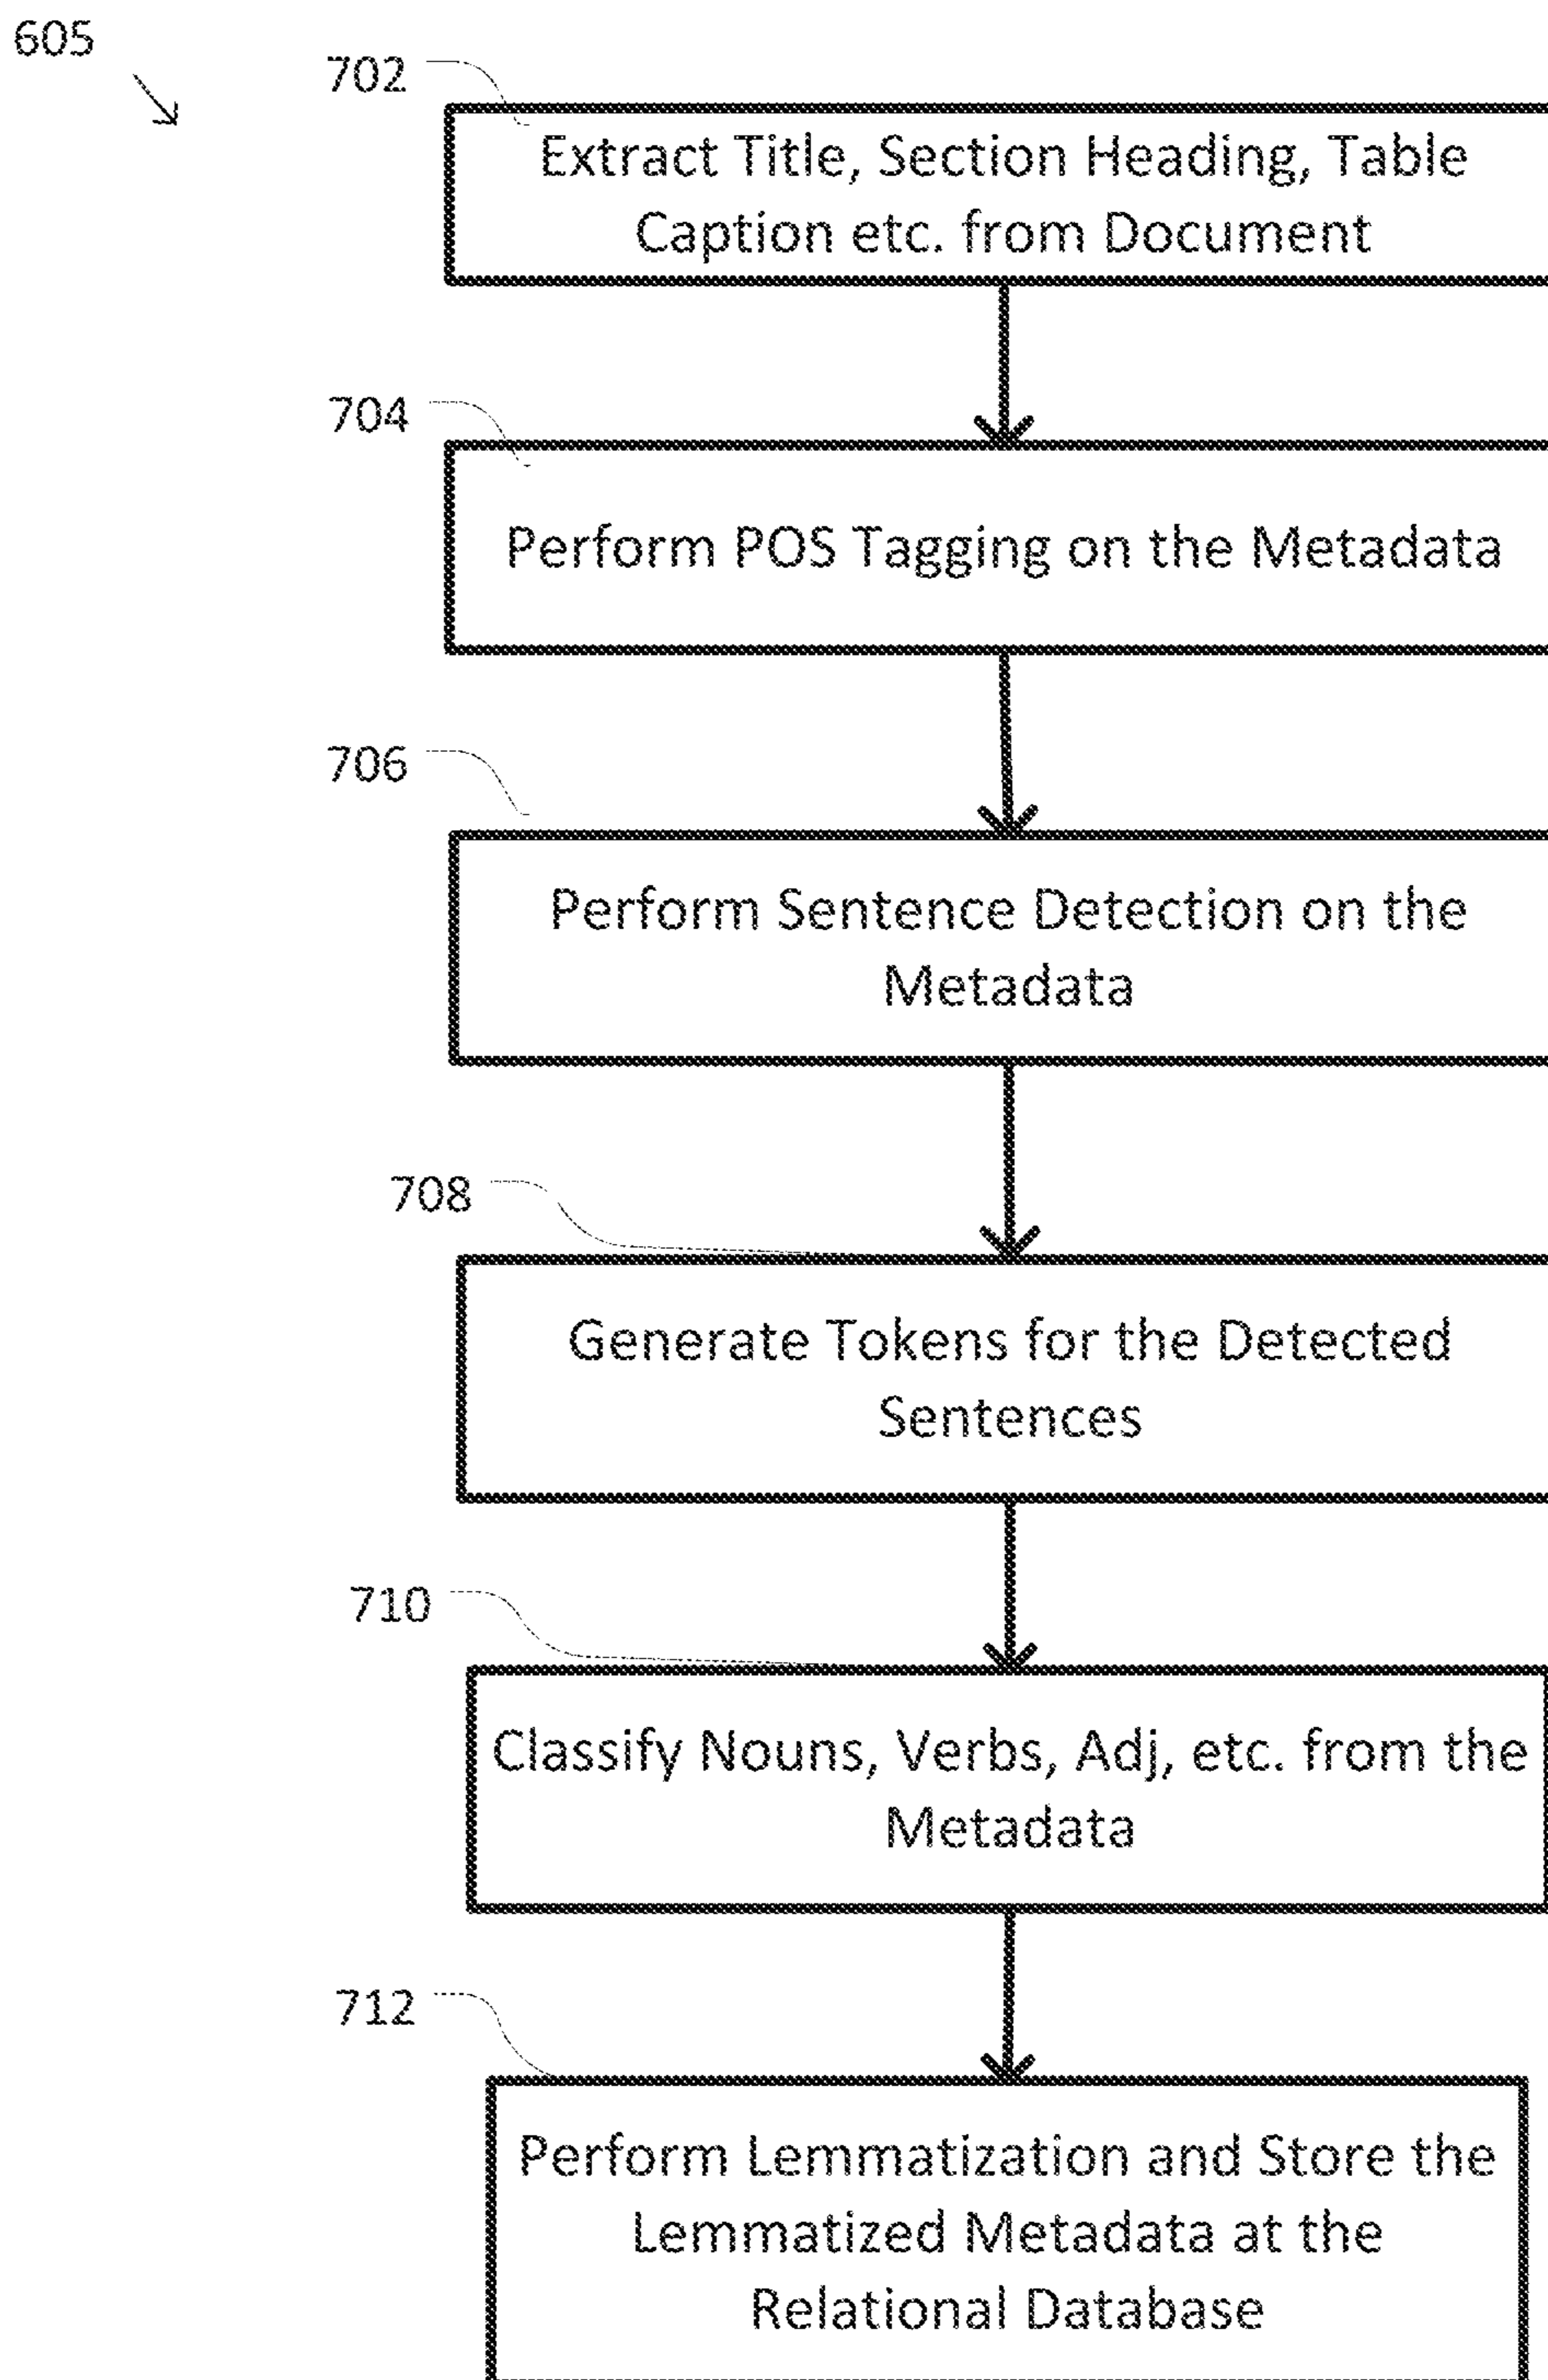 605
702
Extract Title, Section Heading, Table
Caption etc. from Document
704
Perform POS Tagging on the Metadata
706
Perform Sentence Detection on the
Metadata
708
Generate Tokens for the Detected
Sentences
710
Classify Nouns, Verbs, Adj, etc. from the
Metadata
712
Perform Lemmatization and Store the
Lemmatized Metadata at the
Relational Database